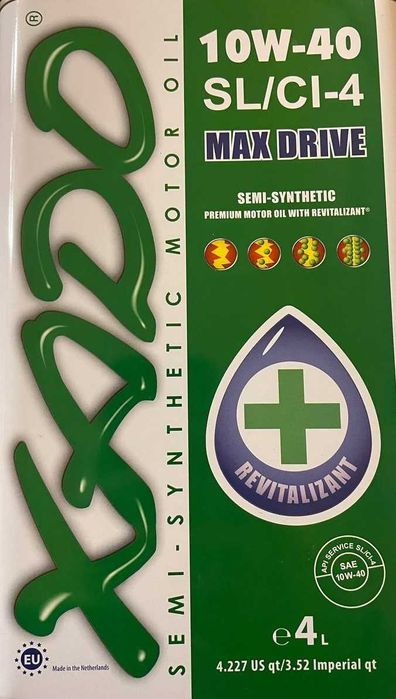 XADO®
SEMI-SYNTHETIC MOTOR OIL
10W-40
SL/CI-4
MAX DRIVE
SEMI-SYNTHETIC
PREMIUM MOTOR OIL WITH REVITALIZANT®
REVITALIZANT
API SERVICE SL/CI-4
SAE
10W-40
℮4L
4.227 US qt/3.52 Imperial qt
EU
Made in the Netherlands